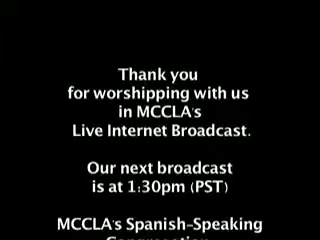 Thank you
for worshipping with us
in MCCLA's
Live Internet Broadcast.
Our next broadcast
is at 1:30pm (PST)
MCCLA's Spanish-Speaking
Congregation